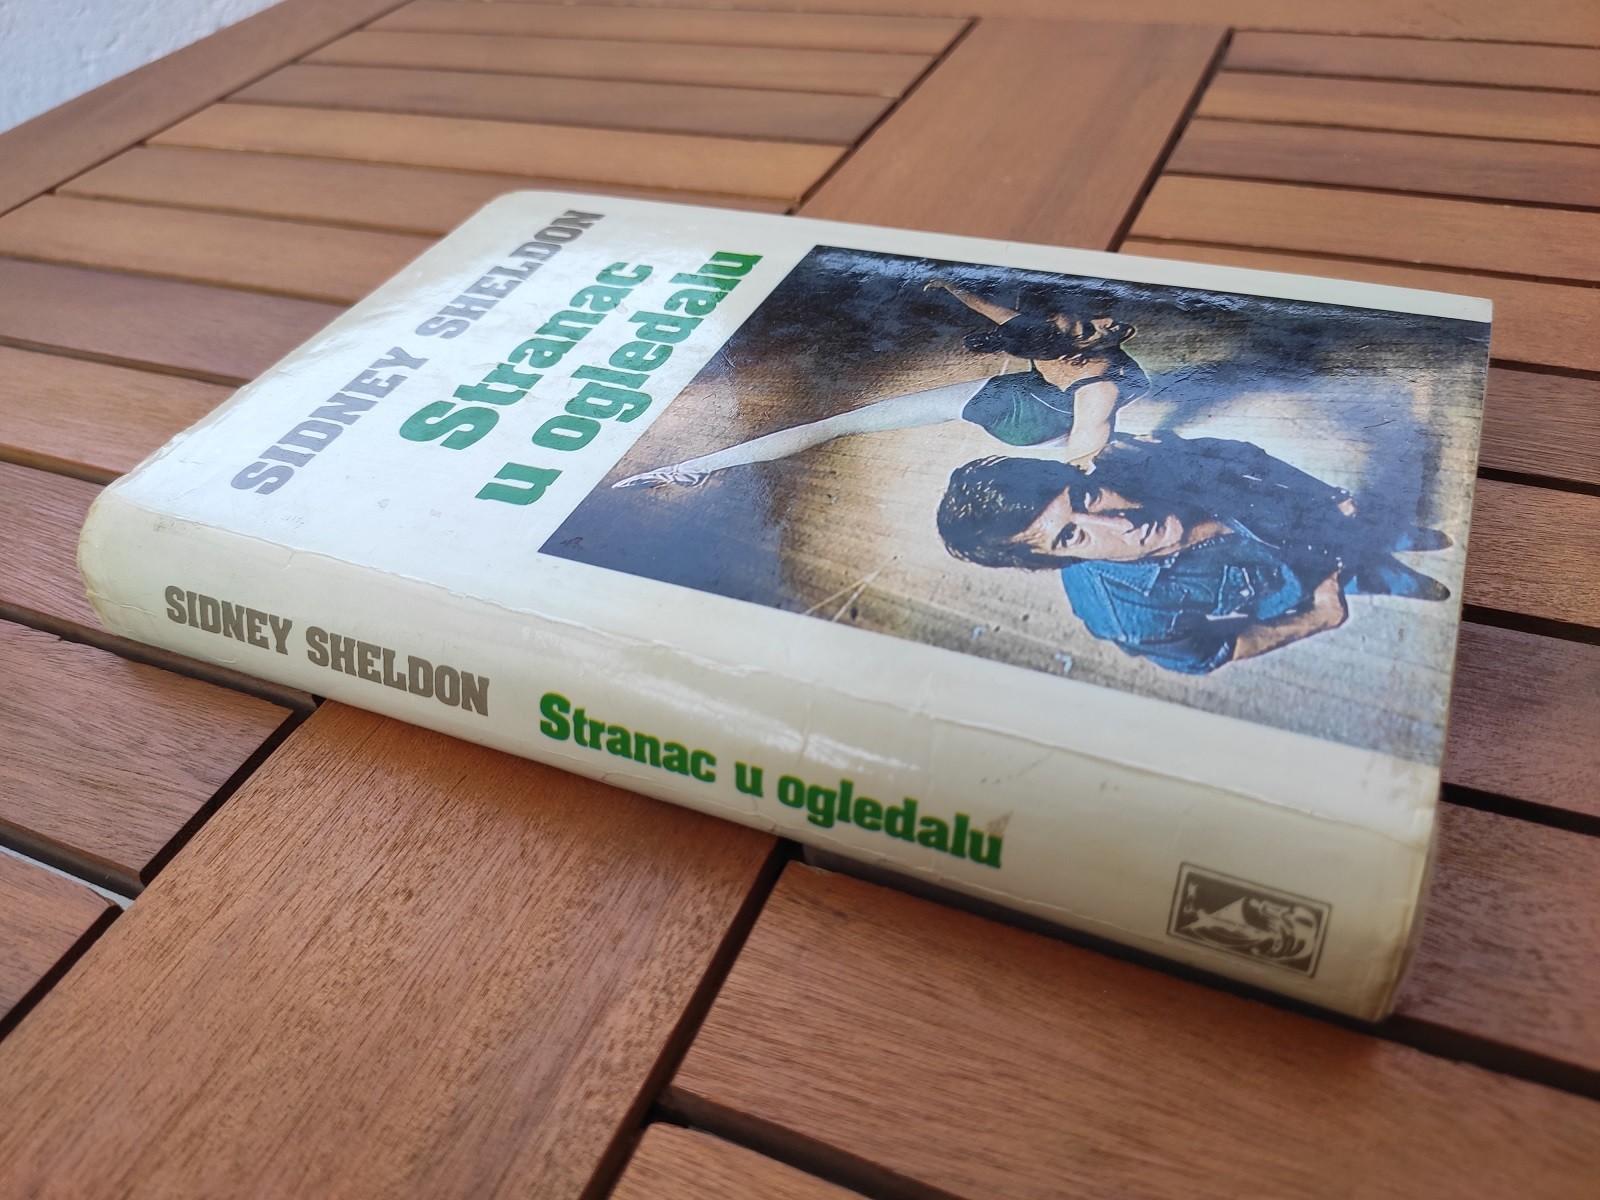 SIDNEY SHELDON
Stranac
u ogledalu
SIDNEY SHELDON Stranac u ogledalu